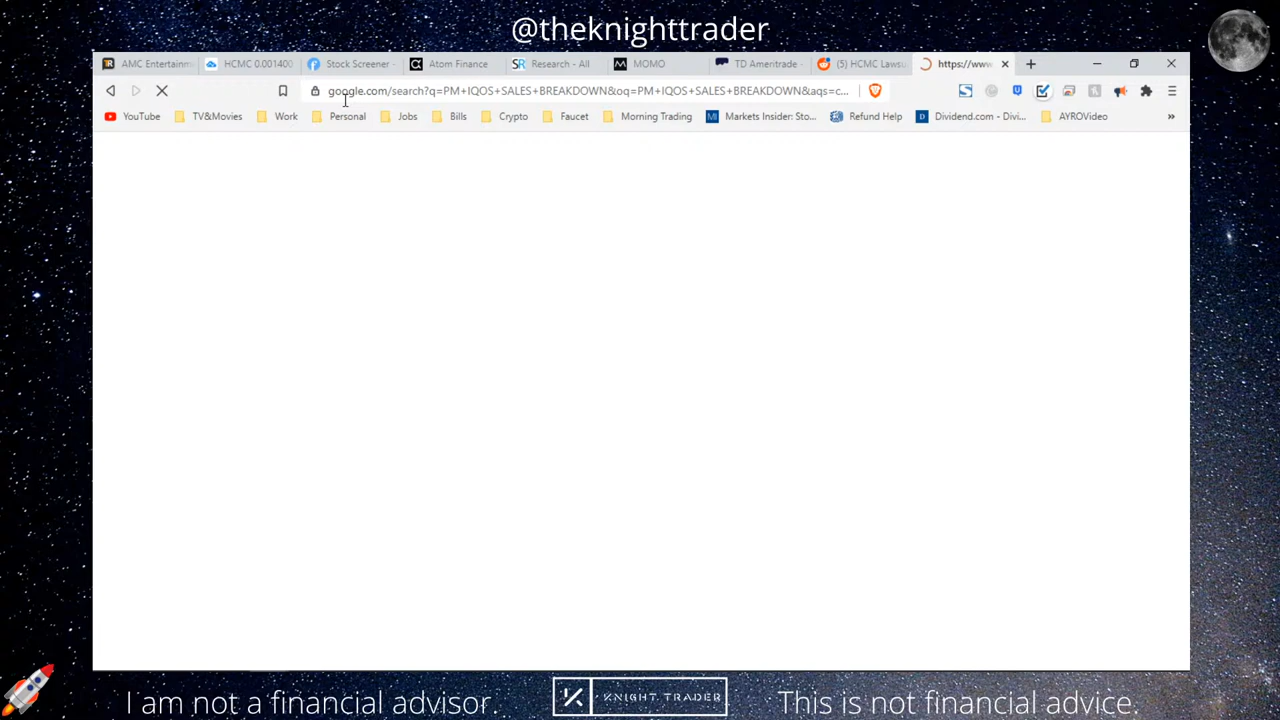 @theknighttrader
AMC Entertainm
HCMC 0.001400
Stock Screener -
Atom Finance
Research - All
MOMO
TD Ameritrade -
(5) HCMC Lawsu
https://www
google.com/search?q=PM+IQOS+SALES+BREAKDOWN&oq=PM+IQOS+SALES+BREAKDOWN&aqs=c...
YouTube
TV&Movies
Work
Personal
Jobs
Bills
Crypto
Faucet
Morning Trading
Markets Insider: Sto...
Refund Help
Dividend.com - Divi...
AYROVideo
»
I am not a financial advisor.
KNIGHT TRADER
This is not financial advice.